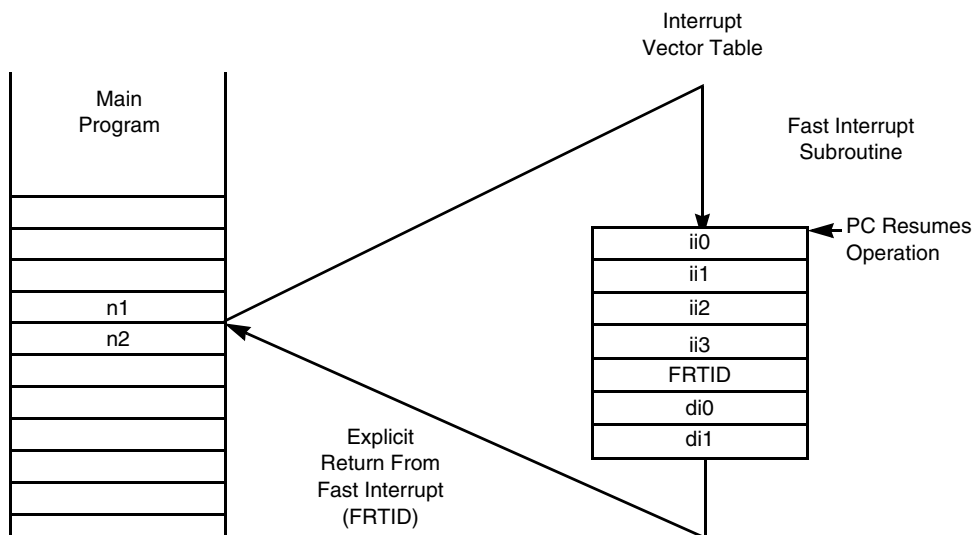 Interrupt
Vector Table
Main
Program
Fast Interrupt
Subroutine
PC Resumes
Operation
ii0
ii1
ii2
ii3
FRTID
di0
di1
n1
n2
Explicit
Return From
Fast Interrupt
(FRTID)